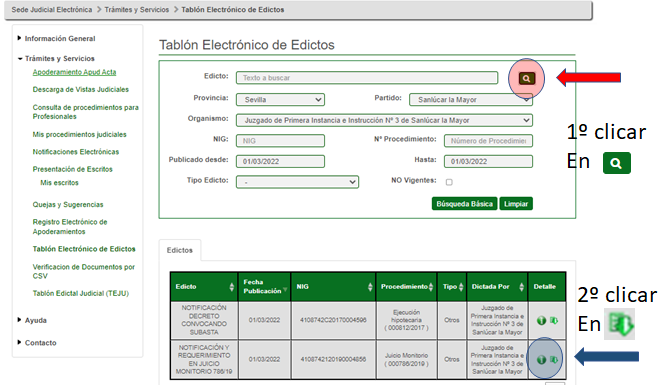 Sede Judicial Electrónica > Trámites y Servicios > Tablón Electrónico de Edictos
Información General
Trámites y Servicios
Apoderamiento Apud Acta
Descarga de Vistas Judiciales
Consulta de procedimientos para
Profesionales
Mis procedimientos judiciales
Notificaciones Electrónicas
Presentación de Escritos
Mis escritos
Quejas y Sugerencias
Registro Electrónico de
Apoderamientos
Tablón Electrónico de Edictos
Verificacion de Documentos por
CSV
Tablón Edictal Judicial (TEJU)
Ayuda
Contacto
Tablón Electrónico de Edictos
Edicto: Texto a buscar
Provincia: Sevilla Partido: Sanlúcar la Mayor
Organismo: Juzgado de Primera Instancia e Instrucción Nº 3 de Sanlúcar la Mayor
NIG: NIG Nº Procedimiento: Número de Procedimien
Publicado desde: 01/03/2022 Hasta: 01/03/2022
Tipo Edicto: - NO Vigentes:
Búsqueda Básica Limpiar
1º clicar
En
Edictos
Edicto Fecha Publicación NIG Procedimiento Tipo Dictada Por Detalle
NOTIFICACIÓN
DECRETO
CONVOCANDO
SUBASTA
01/03/2022
4108742C20170004596
Ejecución
hipotecaria
( 000812/2017 )
Otros
Juzgado de
Primera Instancia e
Instrucción Nº 3 de
Sanlúcar la Mayor
NOTIFICACIÓN Y
REQUERIMIENTO
EN JUICIO
MONITORIO 786/19
01/03/2022
4108742120190004856
Juicio Monitorio
( 000786/2019 )
Otros
Juzgado de
Primera Instancia e
Instrucción Nº 3 de
Sanlúcar la Mayor
2º clicar
En